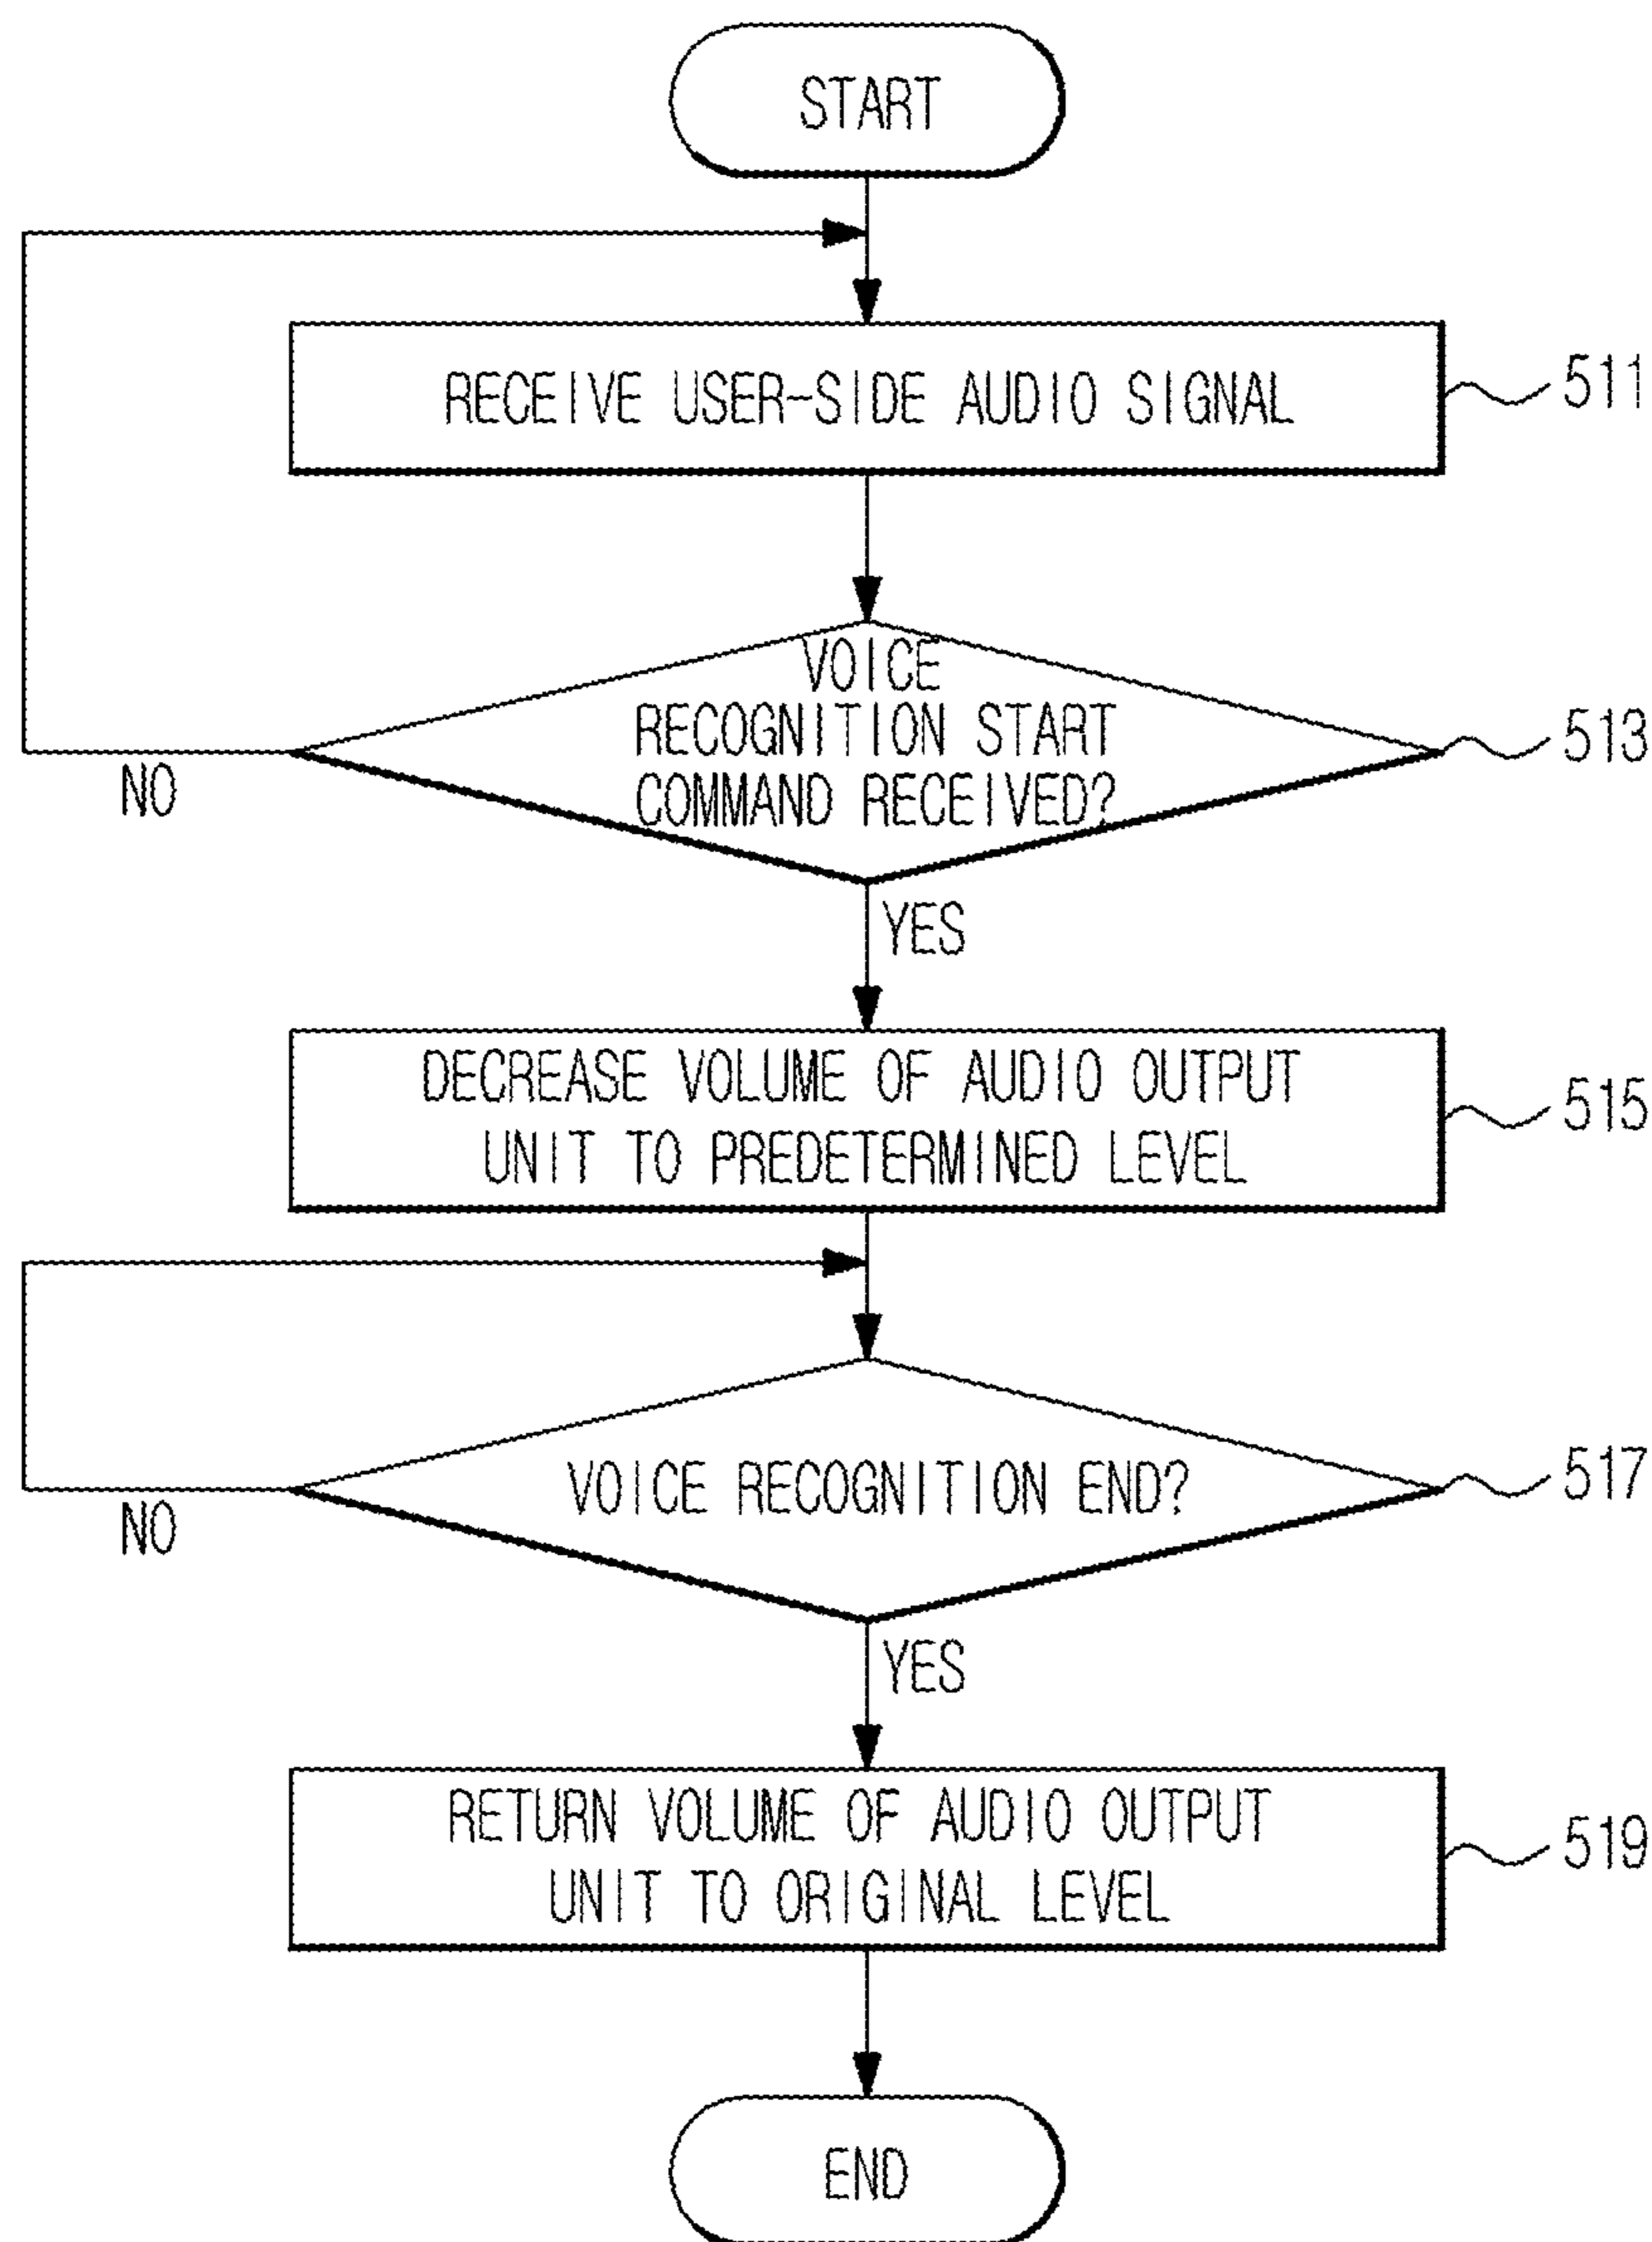 START
RECEIVE USER-SIDE AUDIO SIGNAL
511
VOICE
RECOGNITION START
COMMAND RECEIVED?
513
NO
YES
DECREASE VOLUME OF AUDIO OUTPUT
UNIT TO PREDETERMINED LEVEL
515
VOICE RECOGNITION END?
517
NO
YES
RETURN VOLUME OF AUDIO OUTPUT
UNIT TO ORIGINAL LEVEL
519
END